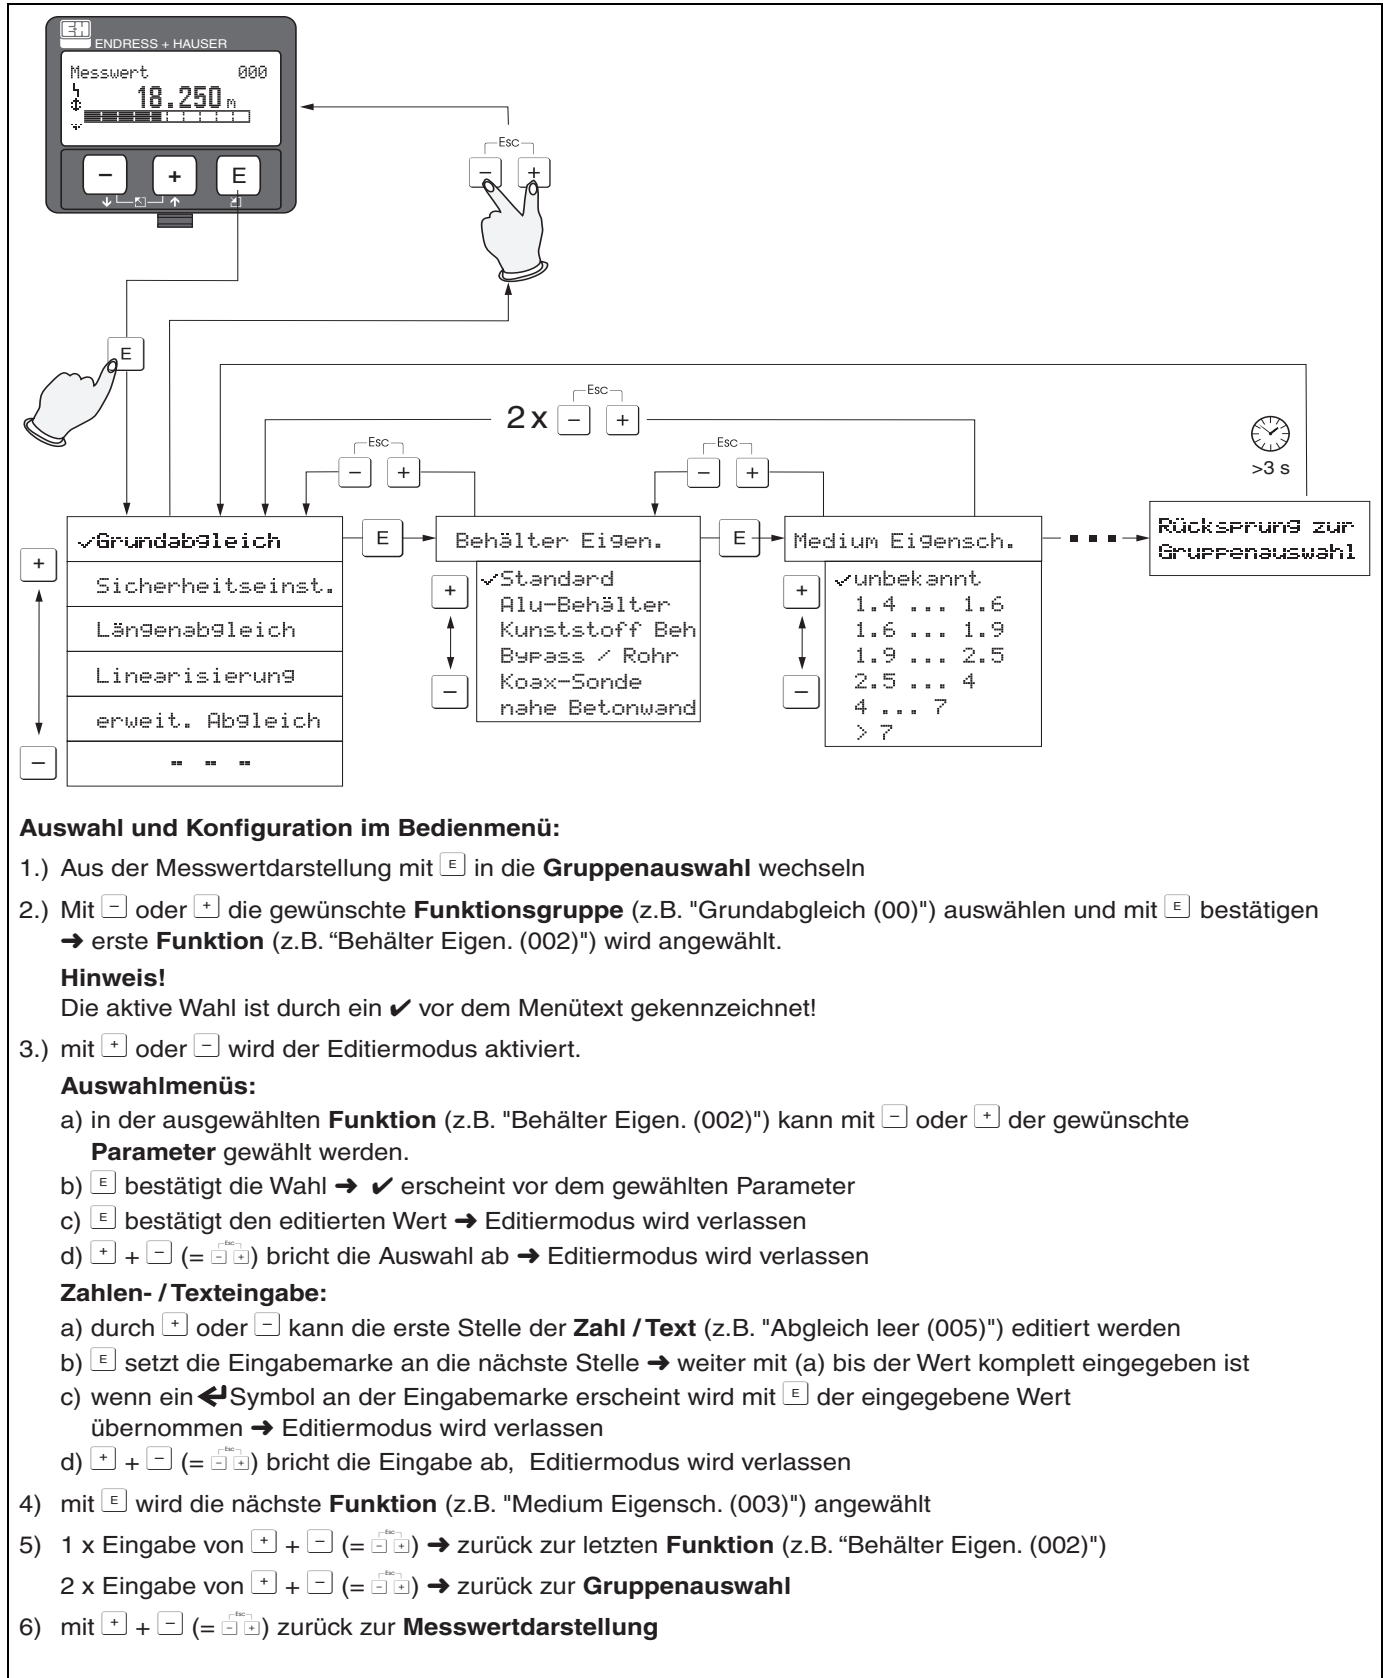 E+H
ENDRESS + HAUSER
Messwert 000
18.250 m
- + E
Esc
- +
E
Esc
2 x - +
Esc
- +
Esc
- +
>3 s
✓Grundabgleich
Sicherheitseinst.
Längenabgleich
Linearisierung
erweit. Abgleich
- - -
+
-
E
Behälter Eigen.
✓Standard
Alu-Behälter
Kunststoff Beh
Bypass / Rohr
Koax-Sonde
nahe Betonwand
+
-
E
Medium Eigensch.
✓unbekannt
1.4 ... 1.6
1.6 ... 1.9
1.9 ... 2.5
2.5 ... 4
4 ... 7
> 7
+
-
Rücksprung zur
Gruppenauswahl
Auswahl und Konfiguration im Bedienmenü:
1.) Aus der Messwertdarstellung mit E in die Gruppenauswahl wechseln
2.) Mit - oder + die gewünschte Funktionsgruppe (z.B. "Grundabgleich (00)") auswählen und mit E bestätigen
➜ erste Funktion (z.B. “Behälter Eigen. (002)") wird angewählt.
Hinweis!
Die aktive Wahl ist durch ein ✔ vor dem Menütext gekennzeichnet!
3.) mit + oder - wird der Editiermodus aktiviert.
Auswahlmenüs:
a) in der ausgewählten Funktion (z.B. "Behälter Eigen. (002)") kann mit - oder + der gewünschte
Parameter gewählt werden.
b) E bestätigt die Wahl ➜ ✔ erscheint vor dem gewählten Parameter
c) E bestätigt den editierten Wert ➜ Editiermodus wird verlassen
d) + + - (= Esc - +) bricht die Auswahl ab ➜ Editiermodus wird verlassen
Zahlen- / Texteingabe:
a) durch + oder - kann die erste Stelle der Zahl / Text (z.B. "Abgleich leer (005)") editiert werden
b) E setzt die Eingabemarke an die nächste Stelle ➜ weiter mit (a) bis der Wert komplett eingegeben ist
c) wenn ein ↵ Symbol an der Eingabemarke erscheint wird mit E der eingegebene Wert
übernommen ➜ Editiermodus wird verlassen
d) + + - (= Esc - +) bricht die Eingabe ab, Editiermodus wird verlassen
4) mit E wird die nächste Funktion (z.B. "Medium Eigensch. (003)") angewählt
5) 1 x Eingabe von + + - (= Esc - +) ➜ zurück zur letzten Funktion (z.B. “Behälter Eigen. (002)")
2 x Eingabe von + + - (= Esc - +) ➜ zurück zur Gruppenauswahl
6) mit + + - (= Esc - +) zurück zur Messwertdarstellung